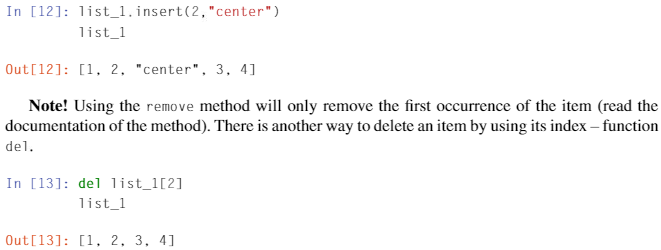 In [12]: list_1.insert(2,"center")
list_1
Out[12]: [1, 2, "center", 3, 4]
Note! Using the remove method will only remove the first occurrence of the item (read the
documentation of the method). There is another way to delete an item by using its index – function
del.
In [13]: del list_1[2]
list_1
Out[13]: [1, 2, 3, 4]